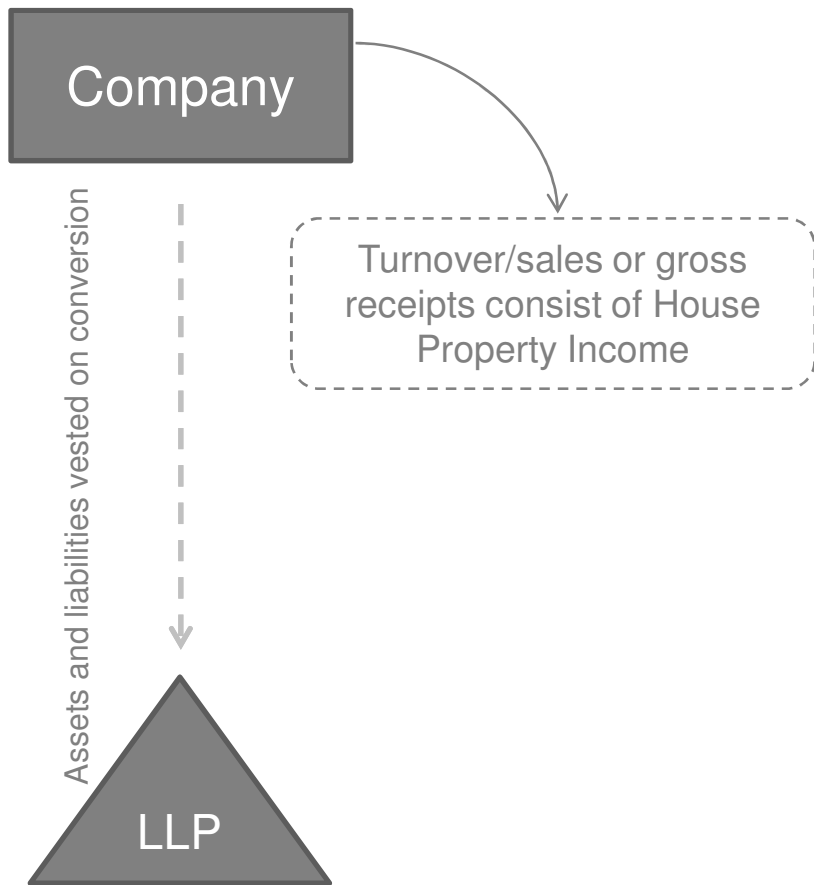 Company
Turnover/sales or gross
receipts consist of House
Property Income
Assets and liabilities vested on conversion
LLP